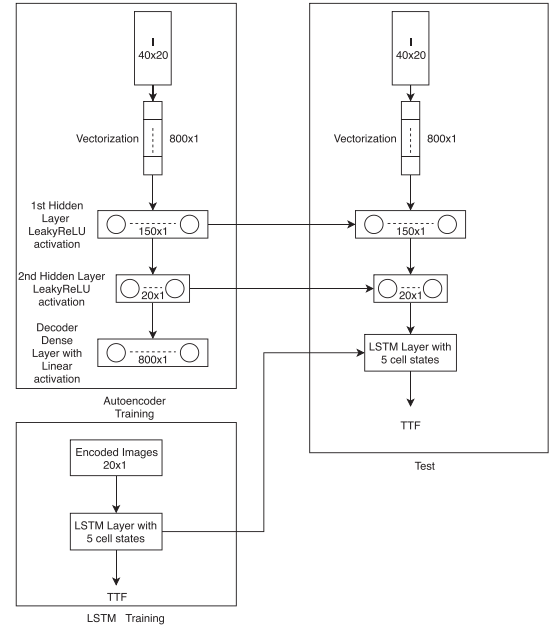 I
40x20
Vectorization
800x1
1st Hidden
Layer
LeakyReLU
activation
150x1
2nd Hidden Layer
LeakyReLU
activation
20x1
Decoder
Dense
Layer with
Linear
activation
800x1
Autoencoder
Training
Encoded Images
20x1
LSTM Layer with
5 cell states
TTF
LSTM Training
I
40x20
Vectorization
800x1
150x1
20x1
LSTM Layer with
5 cell states
TTF
Test